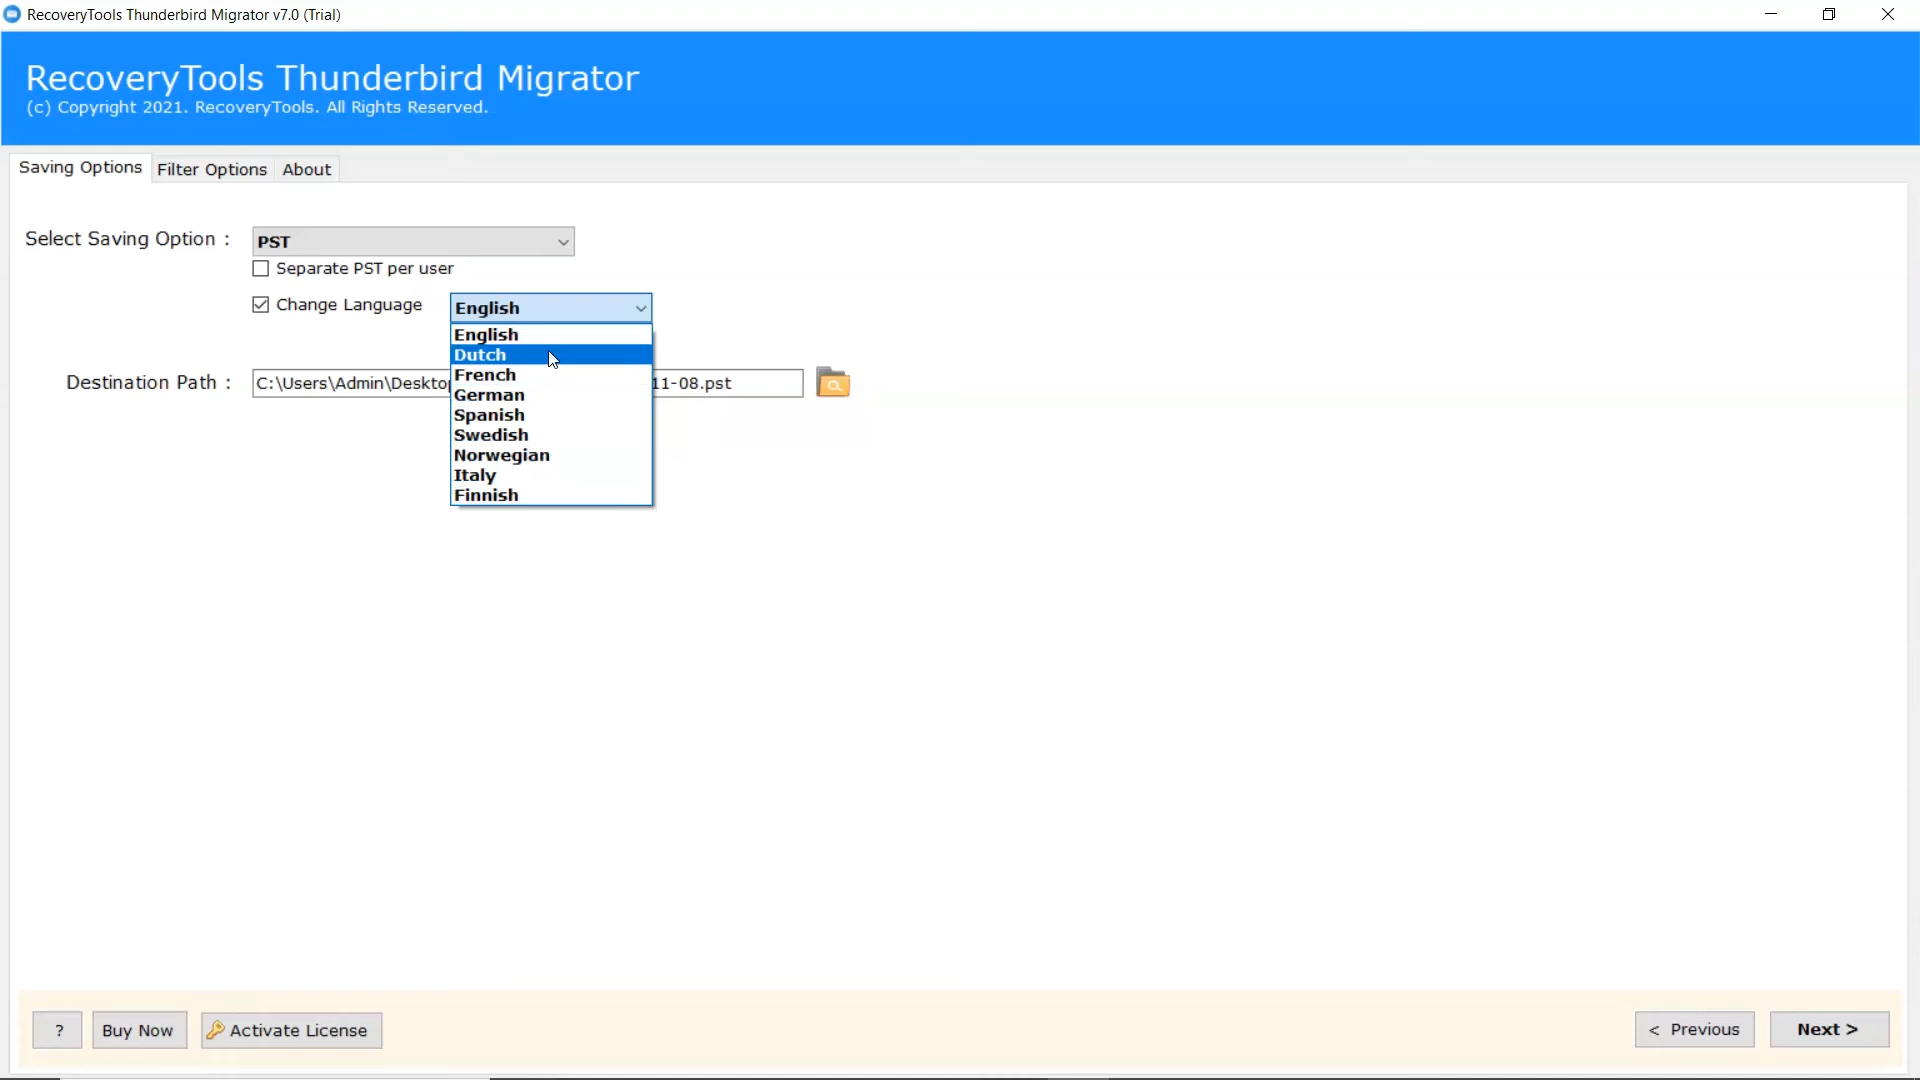 RecoveryTools Thunderbird Migrator v7.0 (Trial)
RecoveryTools Thunderbird Migrator
(c) Copyright 2021. RecoveryTools. All Rights Reserved.
Saving Options Filter Options About
Select Saving Option : PST
Separate PST per user
Change Language English
English
Dutch
French
Destination Path : C:\Users\Admin\Deskto 11-08.pst
German
Spanish
Swedish
Norwegian
Italy
Finnish
? Buy Now Activate License < Previous Next >